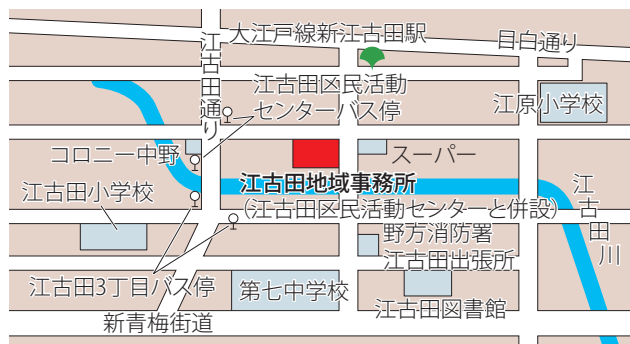 大江戸線新江古田駅
目白通り
江古田通り
江古田区民活動
センターバス停
江原小学校
コロニー中野
スーパー
江古田小学校
江古田地域事務所
(江古田区民活動センターと併設)
江古田川
野方消防署
江古田出張所
江古田3丁目バス停
第七中学校
江古田図書館
新青梅街道